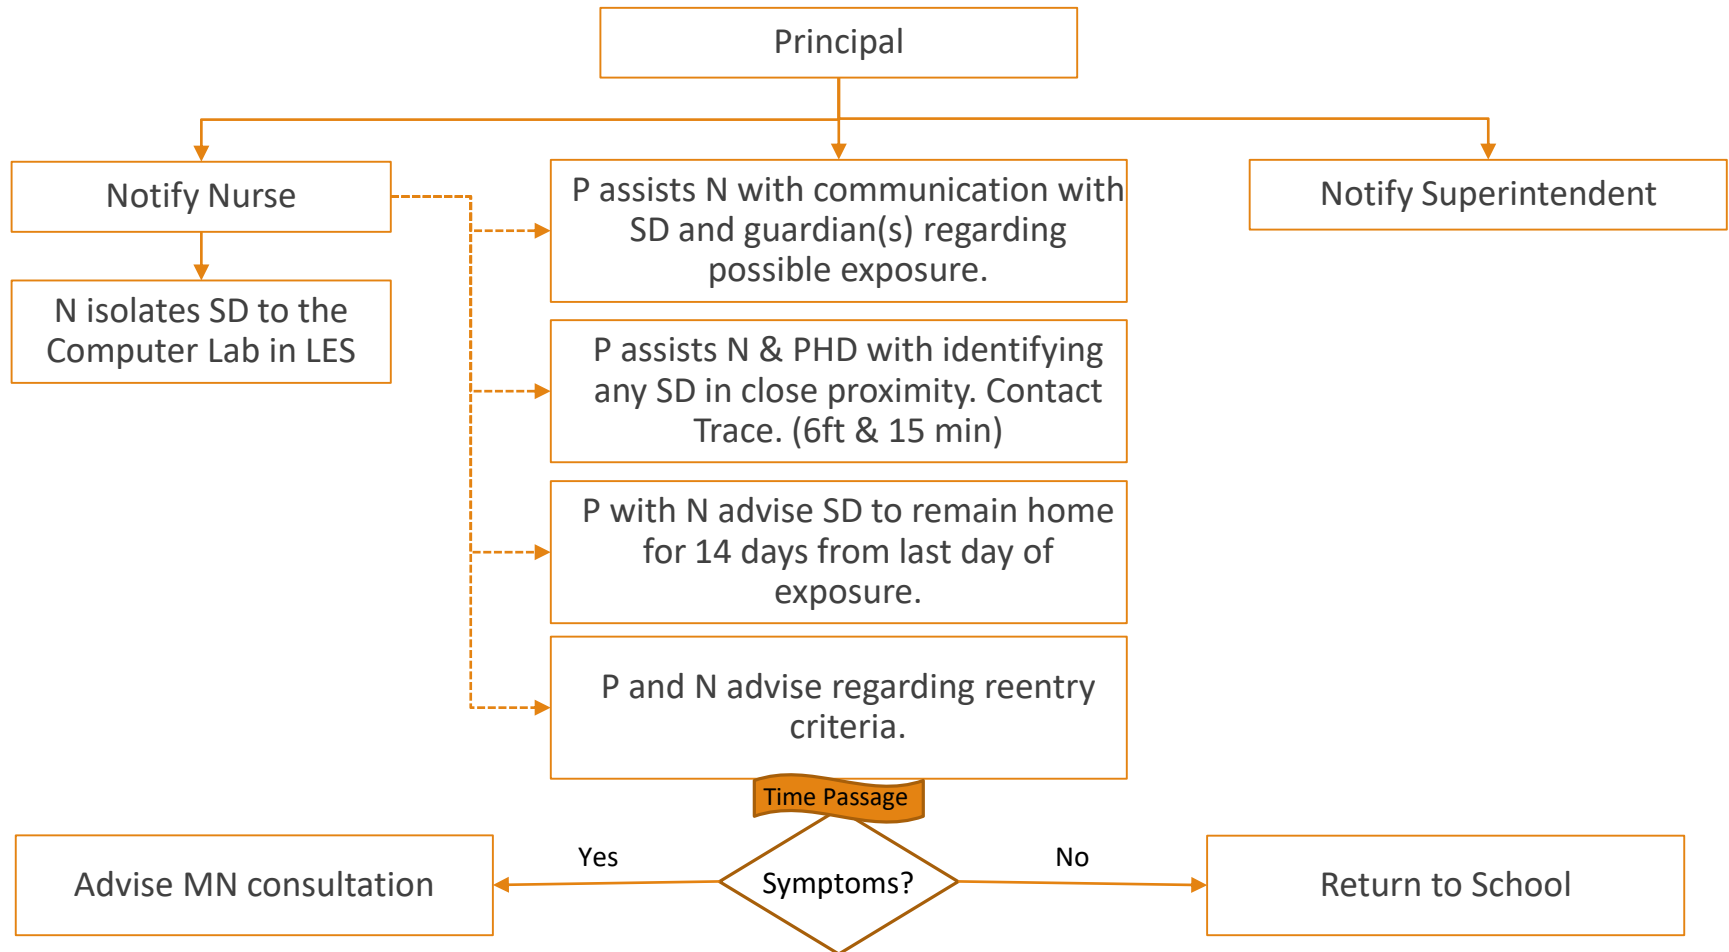 Principal
Notify Nurse
P assists N with communication with
SD and guardian(s) regarding
possible exposure.
Notify Superintendent
N isolates SD to the
Computer Lab in LES
P assists N & PHD with identifying
any SD in close proximity. Contact
Trace. (6ft & 15 min)
P with N advise SD to remain home
for 14 days from last day of
exposure.
P and N advise regarding reentry
criteria.
Time Passage
Advise MN consultation
Yes
Symptoms?
No
Return to School